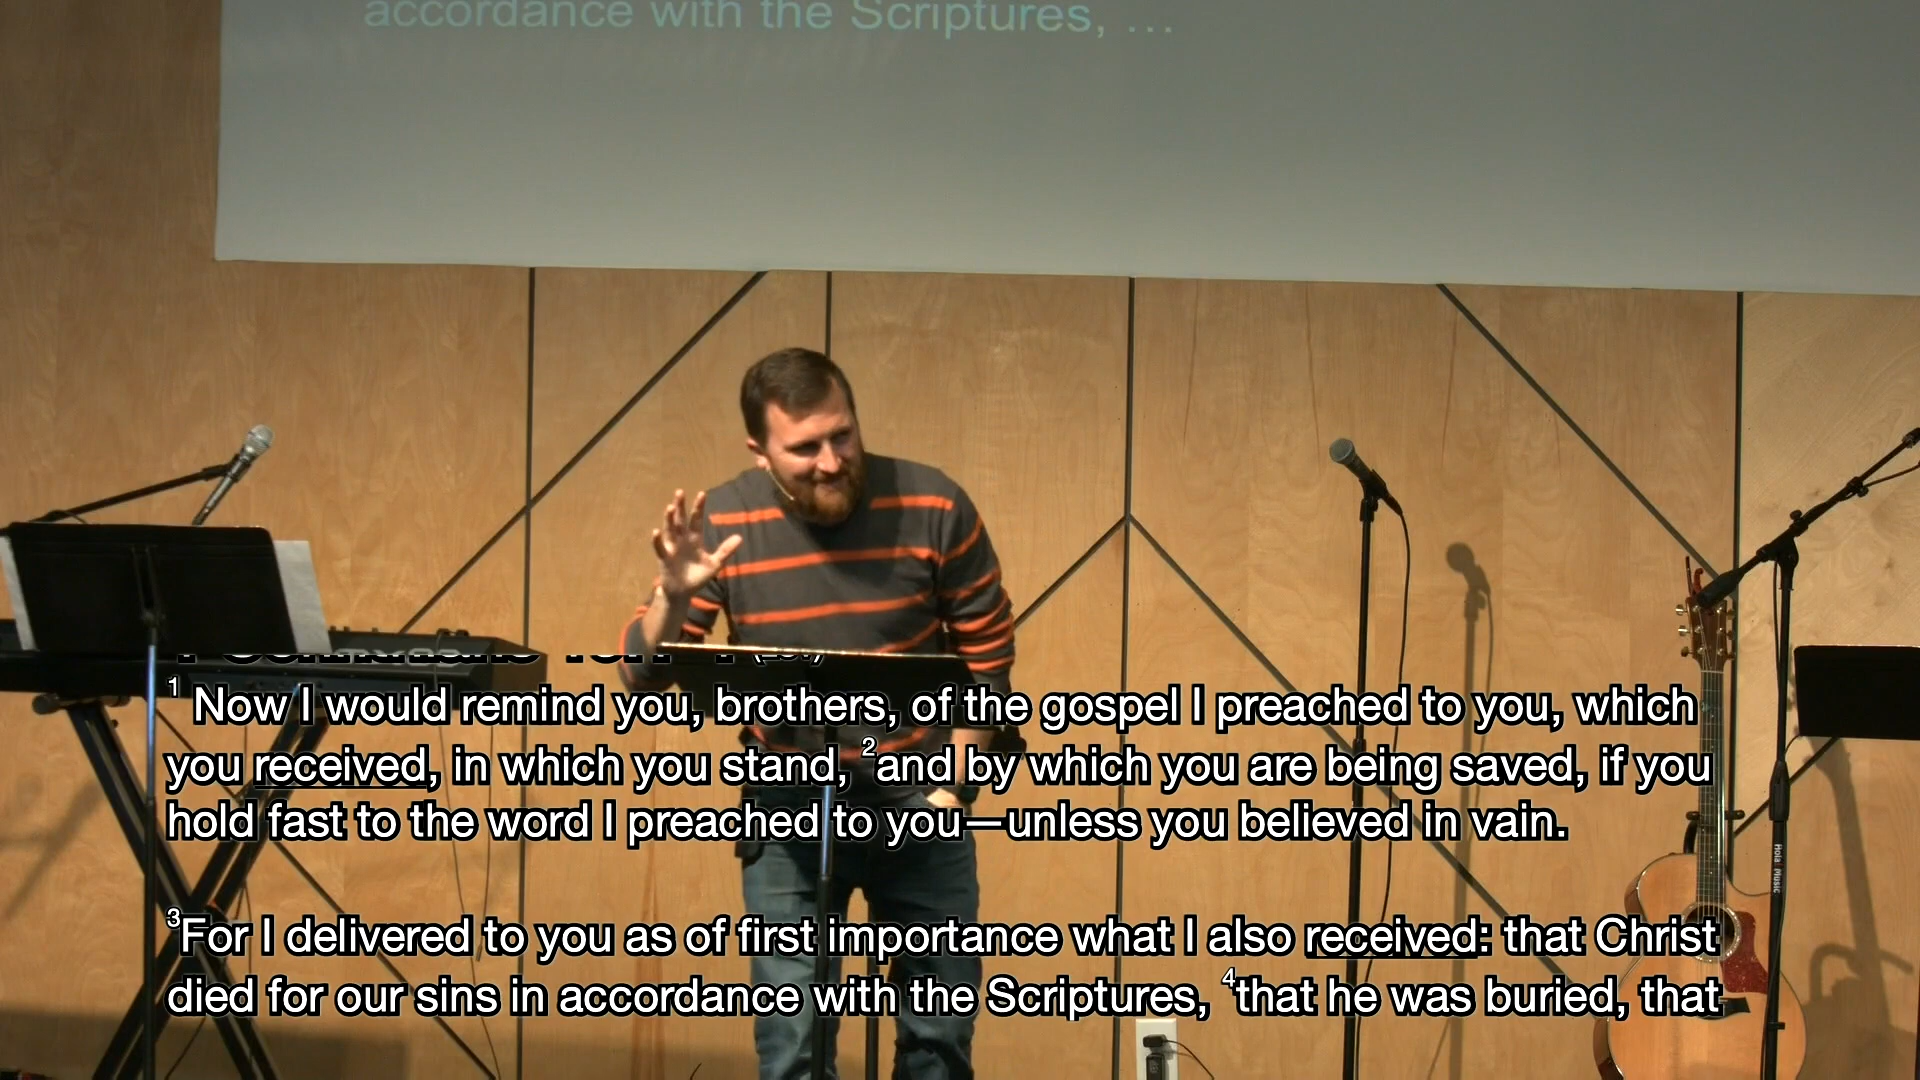 accordance with the Scriptures, ...
(ESV)
1 Now I would remind you, brothers, of the gospel I preached to you, which
you received, in which you stand, 2and by which you are being saved, if you
hold fast to the word I preached to you—unless you believed in vain.
3For I delivered to you as of first importance what I also received: that Christ
died for our sins in accordance with the Scriptures, 4that he was buried, that
Hola! Music